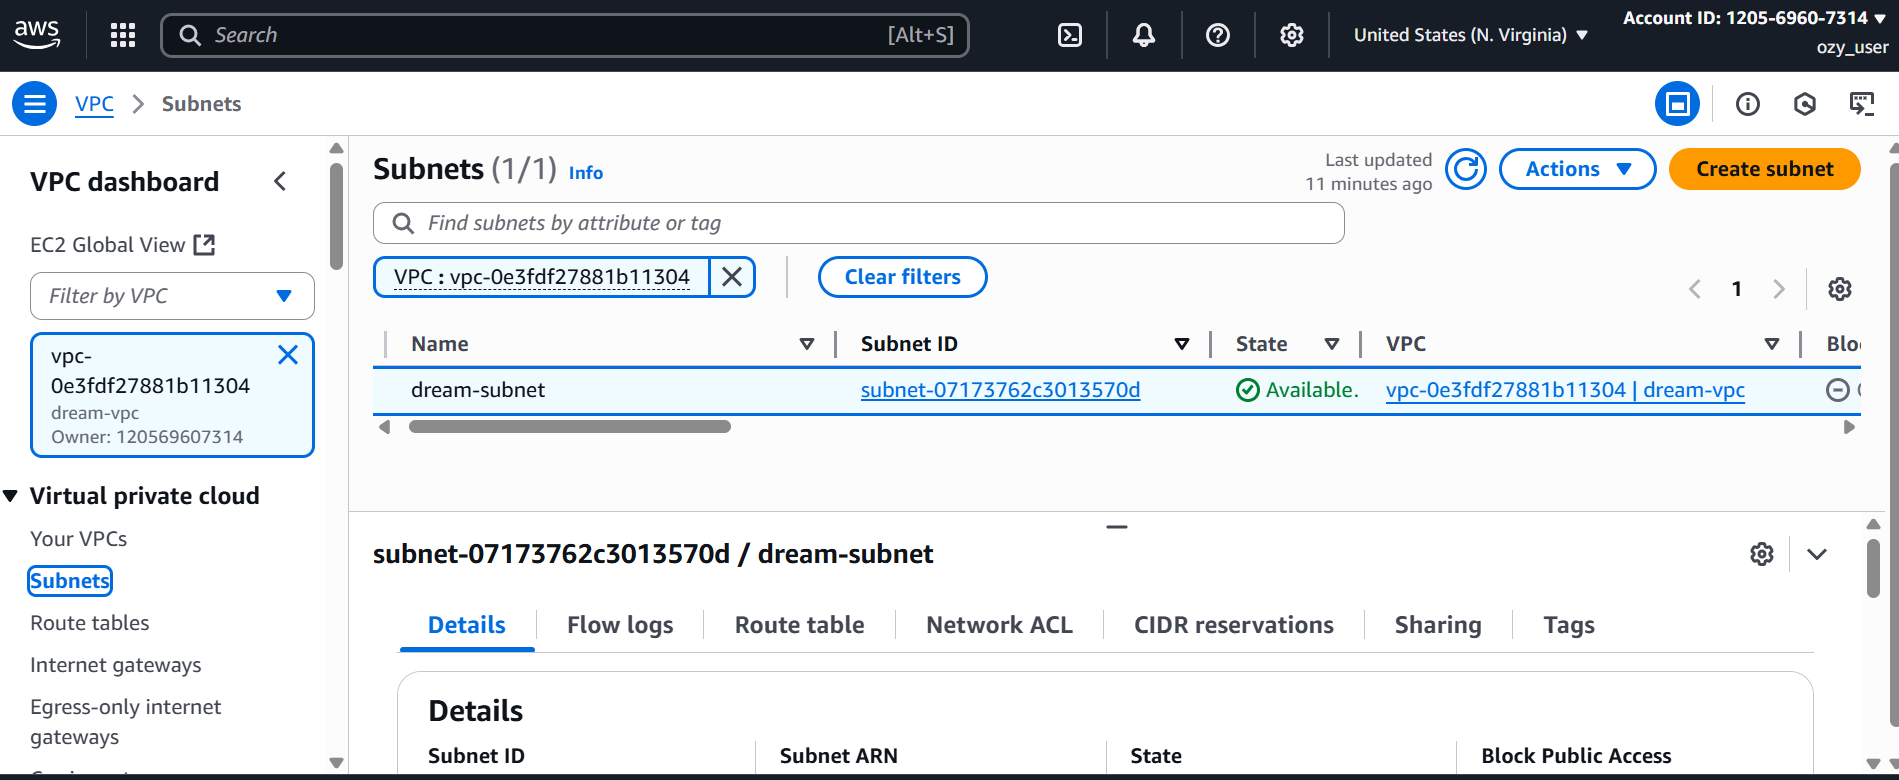 aws
Search [Alt+S]
United States (N. Virginia)
Account ID: 1205-6960-7314
ozy_user
VPC Subnets
VPC dashboard
EC2 Global View
Filter by VPC
vpc-
0e3fdf27881b11304
dream-vpc
Owner: 120569607314
Virtual private cloud
Your VPCs
Subnets
Route tables
Internet gateways
Egress-only internet
gateways
Subnets (1/1) Info
Last updated
11 minutes ago
Actions
Create subnet
Find subnets by attribute or tag
VPC : vpc-0e3fdf27881b11304
Clear filters
1
Name Subnet ID State VPC
dream-subnet subnet-07173762c3013570d Available. vpc-0e3fdf27881b11304 | dream-vpc
subnet-07173762c3013570d / dream-subnet
Details Flow logs Route table Network ACL CIDR reservations Sharing Tags
Details
Subnet ID Subnet ARN State Block Public Access